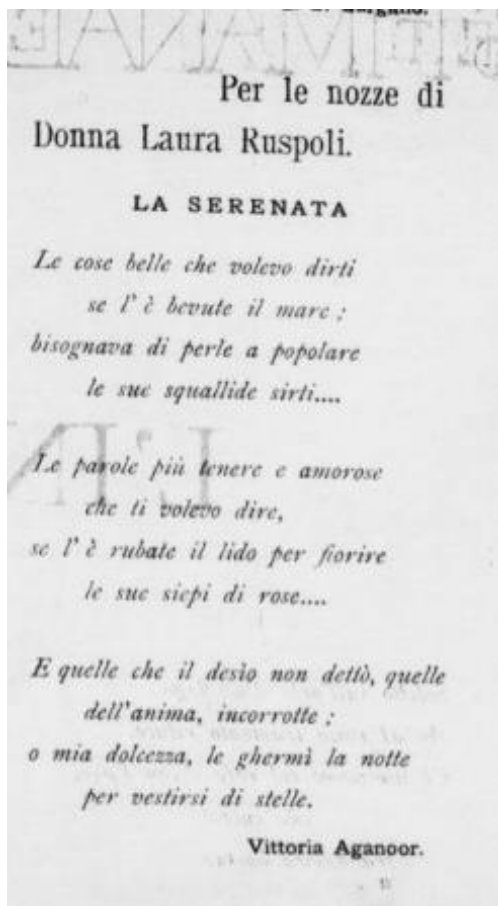 Per le nozze di
Donna Laura Ruspoli.
LA SERENATA
Le cose belle che volevo dirti
se l' è bevute il mare ;
bisognava di perle a popolare
le sue squallide sirti....
Le parole più tenere e amorose
che ti volevo dire,
se l' è rubate il lido per fiorire
le sue siepi di rose....
E quelle che il desìo non dettò, quelle
dell'anima, incorrotte ;
o mia dolcezza, le ghermì la notte
per vestirsi di stelle.
Vittoria Aganoor.